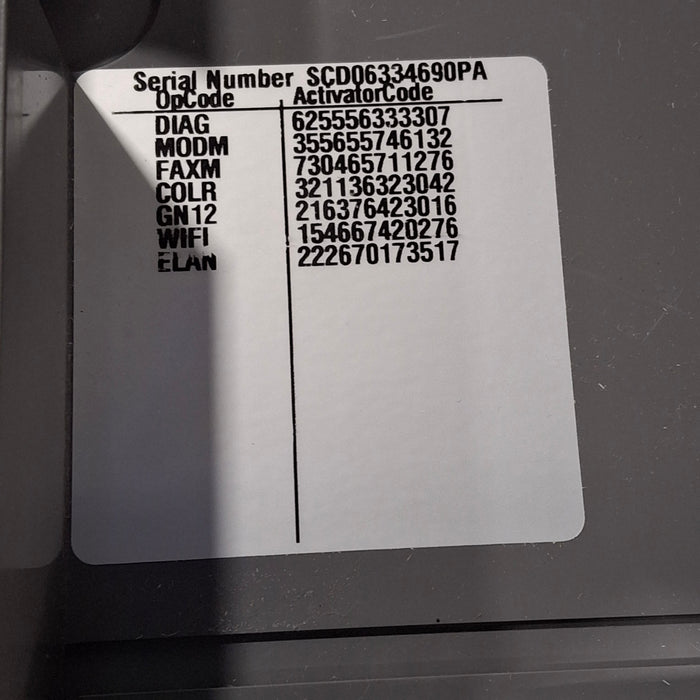 Serial Number SCD06334690PA
OpCode ActivatorCode
DIAG 625556333307
MODM 355655746132
FAXM 730465711276
COLR 321136323042
GN12 216376423016
WIFI 154667420276
ELAN 222670173517